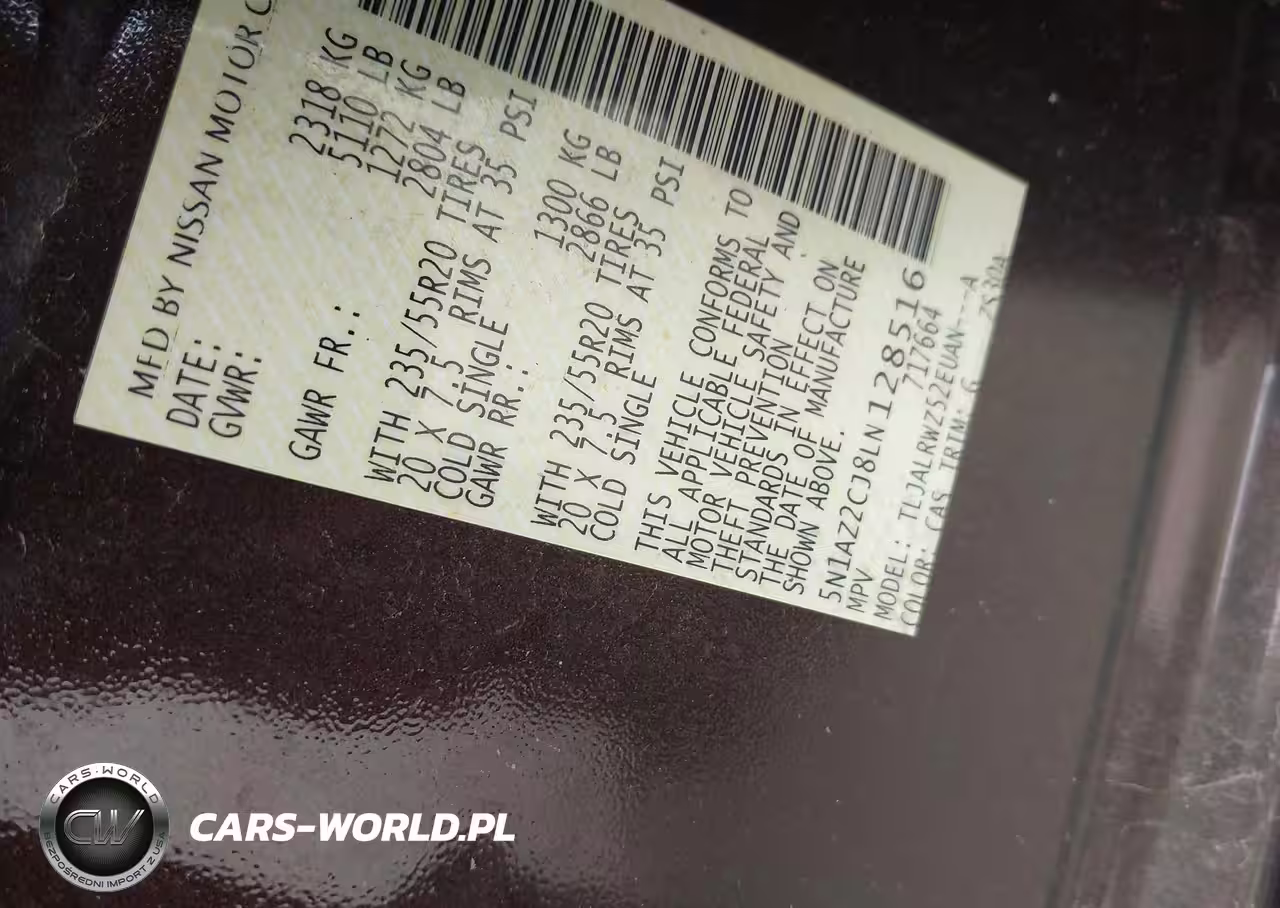 MFD BY NISSAN MOTOR C
DATE:
GVWR: 2318 KG
5110 LB
GAWR FR.: 1272 KG
2804 LB
WITH 235/55R20 TIRES
20 X 7.5 RIMS AT 35 PSI
COLD SINGLE
GAWR RR.: 1300 KG
2866 LB
WITH 235/55R20 TIRES
20 X 7.5 RIMS AT 35 PSI
COLD SINGLE
THIS VEHICLE CONFORMS TO
ALL APPLICABLE FEDERAL
MOTOR VEHICLE SAFETY AND
THEFT PREVENTION
STANDARDS IN EFFECT ON
THE DATE OF MANUFACTURE
SHOWN ABOVE.
5N1AZ2CJ8LN128516
MPV 717664
MODEL: TLJALRWZ52EUAN----A
COLOR: CAS TRIM: G
CARS-WORLD
CW
BEZPOŚREDNI IMPORT Z USA
CARS-WORLD.PL